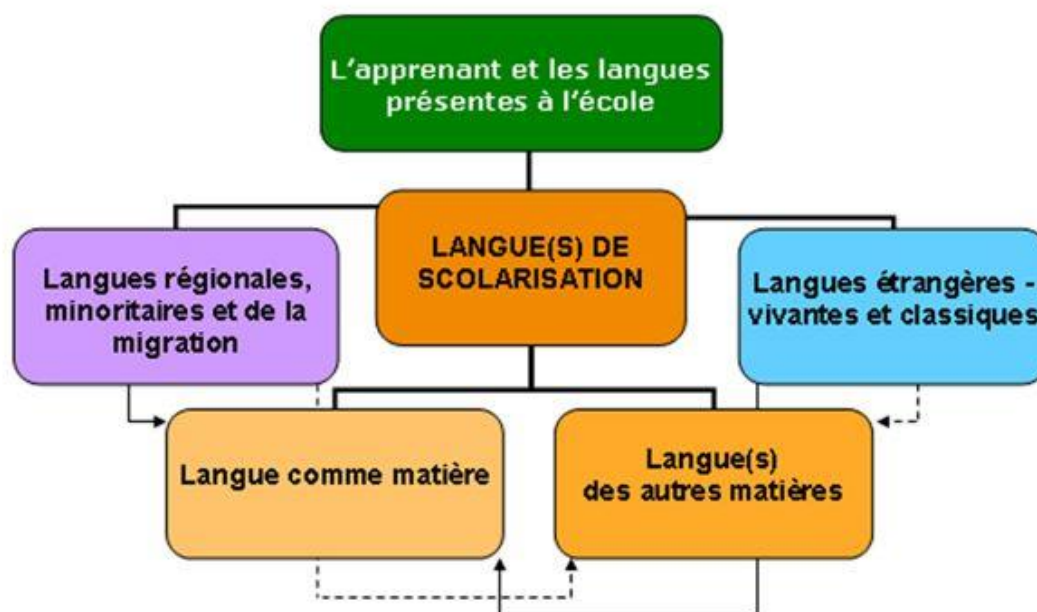 L'apprenant et les langues
présentes à l'école
LANGUE(S) DE
SCOLARISATION
Langues régionales,
minoritaires et de la
migration
Langues étrangères -
vivantes et classiques
Langue comme matière
Langue(s)
des autres matières